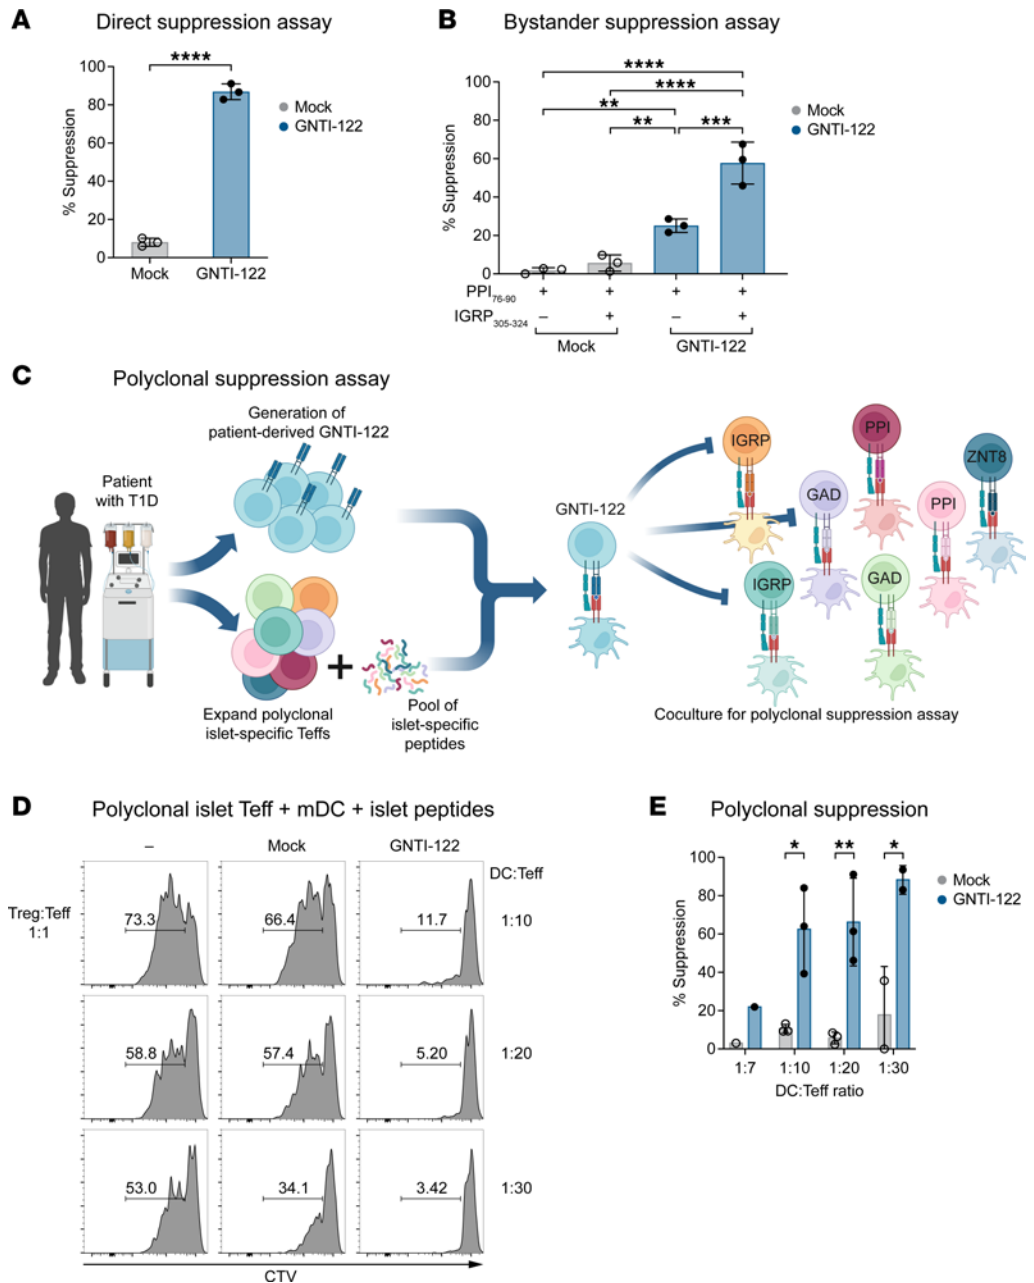 A Direct suppression assay
100
80
60
40
20
0
% Suppression
****
Mock
GNTI-122
Mock
GNTI-122
B Bystander suppression assay
100
80
60
40
20
0
% Suppression
****
****
**
** ***
Mock
GNTI-122
PPI76-90 + + + +
IGRP305-324 – + – +
Mock GNTI-122
C Polyclonal suppression assay
Patient
with T1D
Generation of
patient-derived GNTI-122
Expand polyclonal
islet-specific Teffs
+
Pool of
islet-specific
peptides
GNTI-122
IGRP
PPI
ZNT8
GAD
PPI
IGRP
GAD
Coculture for polyclonal suppression assay
D Polyclonal islet Teff + mDC + islet peptides
– Mock GNTI-122
DC:Teff
Treg:Teff
1:1
73.3 66.4 11.7 1:10
58.8 57.4 5.20 1:20
53.0 34.1 3.42 1:30
CTV
E Polyclonal suppression
100
80
60
40
20
0
% Suppression
* ** *
Mock
GNTI-122
1:7 1:10 1:20 1:30
DC:Teff ratio